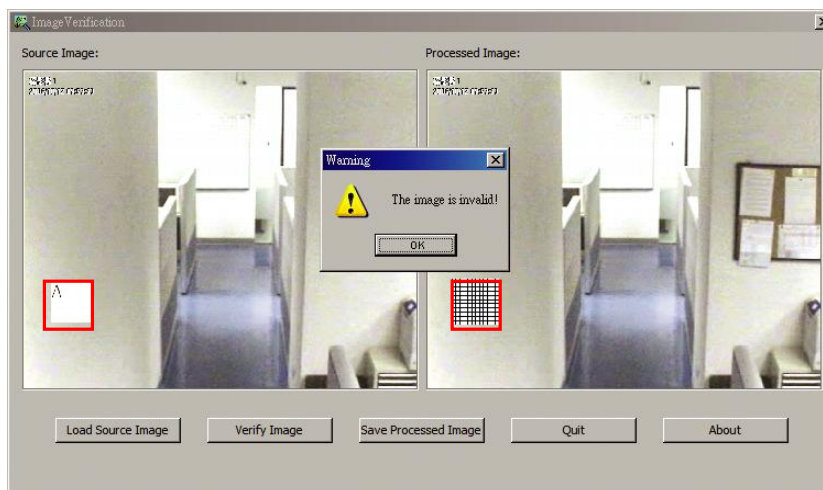 ImageVerification
Source Image:
Processed Image:
Warning
The image is invalid!
OK
A
Load Source Image
Verify Image
Save Processed Image
Quit
About